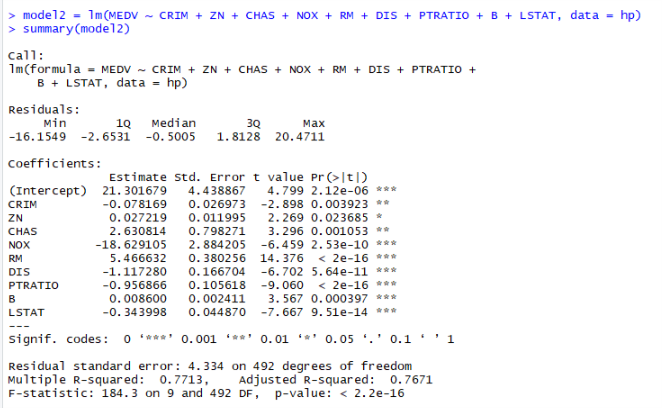 > model2 = lm(MEDV ~ CRIM + ZN + CHAS + NOX + RM + DIS + PTRATIO + B + LSTAT, data = hp)
> summary(model2)

Call:
lm(formula = MEDV ~ CRIM + ZN + CHAS + NOX + RM + DIS + PTRATIO +
    B + LSTAT, data = hp)

Residuals:
     Min       1Q   Median       3Q      Max
-16.1549  -2.6531  -0.5005   1.8128  20.4711

Coefficients:
              Estimate Std. Error t value Pr(>|t|)
(Intercept)  21.301679   4.438867   4.799 2.12e-06 ***
CRIM         -0.078169   0.026973  -2.898 0.003923 **
ZN            0.027219   0.011995   2.269 0.023685 *
CHAS          2.630814   0.798271   3.296 0.001053 **
NOX         -18.629105   2.884205  -6.459 2.53e-10 ***
RM            5.466632   0.380256  14.376  < 2e-16 ***
DIS          -1.117280   0.166704  -6.702 5.64e-11 ***
PTRATIO      -0.956866   0.105618  -9.060  < 2e-16 ***
B             0.008600   0.002411   3.567 0.000397 ***
LSTAT        -0.343998   0.044870  -7.667 9.51e-14 ***
---
Signif. codes:  0 ‘***’ 0.001 ‘**’ 0.01 ‘*’ 0.05 ‘.’ 0.1 ‘ ’ 1

Residual standard error: 4.334 on 492 degrees of freedom
Multiple R-squared:  0.7713,    Adjusted R-squared:  0.7671
F-statistic: 184.3 on 9 and 492 DF,  p-value: < 2.2e-16